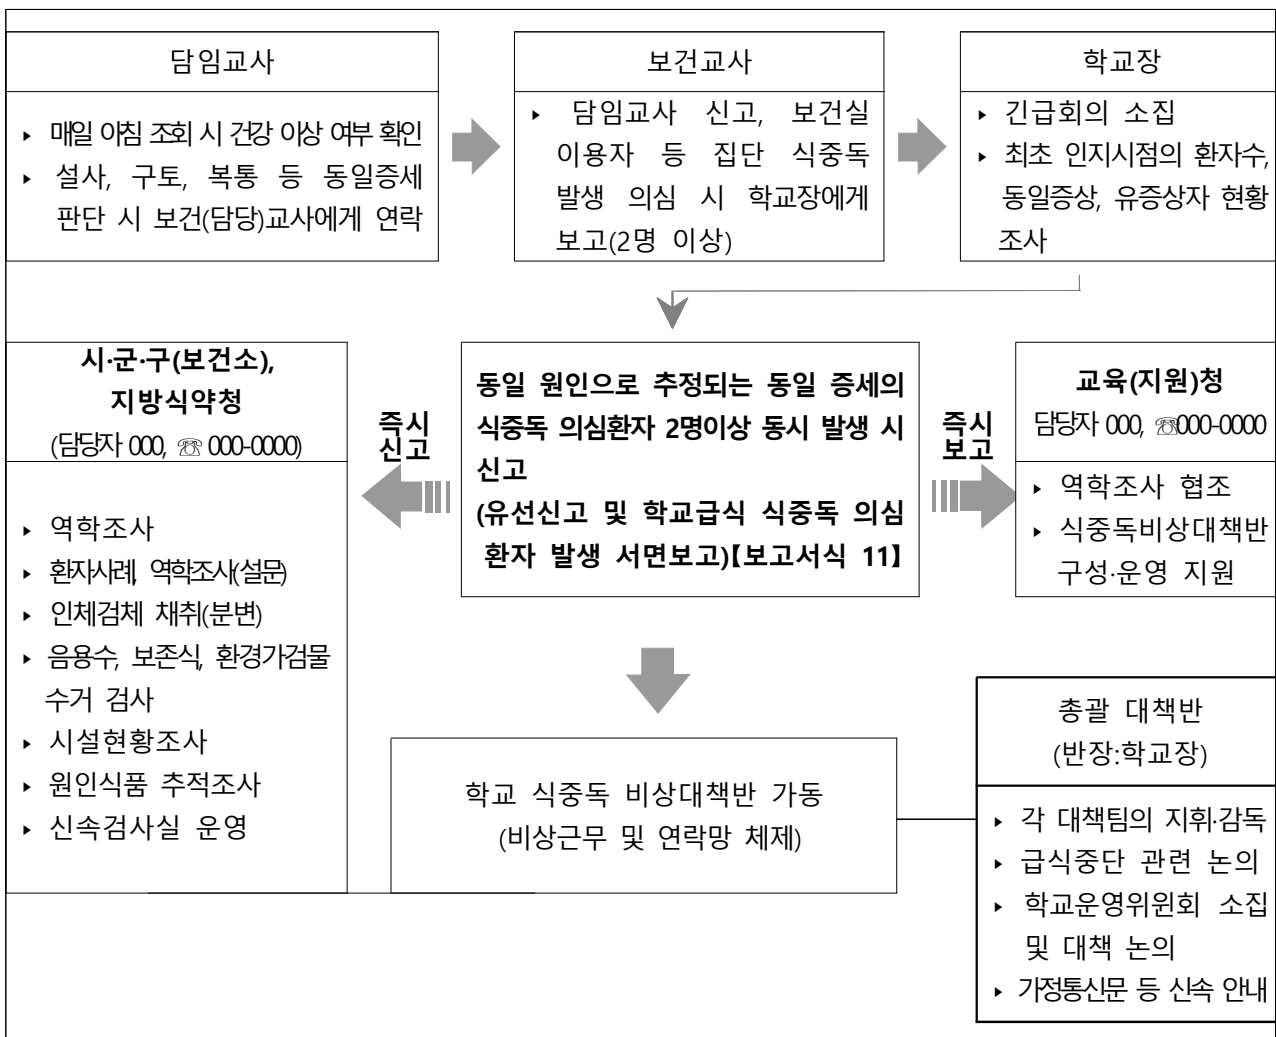 담임교사
▸ 매일 아침 조회 시 건강 이상 여부 확인
▸ 설사, 구토, 복통 등 동일증세
판단 시 보건(담당)교사에게 연락
보건교사
▸ 담임교사 신고, 보건실
이용자 등 집단 식중독
발생 의심 시 학교장에게
보고(2명 이상)
학교장
▸ 긴급회의 소집
▸ 최초 인지시점의 환자수,
동일증상, 유증상자 현황
조사
시·군·구(보건소),
지방식약청
(담당자 000, ☏ 000-0000)
▸ 역학조사
▸ 환자사례, 역학조사(설문)
▸ 인체검체 채취(분변)
▸ 음용수, 보존식, 환경가검물
수거 검사
▸ 시설현황조사
▸ 원인식품 추적조사
▸ 신속검사실 운영
즉시
신고
동일 원인으로 추정되는 동일 증세의
식중독 의심환자 2명이상 동시 발생 시
신고
(유선신고 및 학교급식 식중독 의심
환자 발생 서면보고)【보고서식 11】
즉시
보고
교육(지원)청
담당자 000, ☏000-0000
▸ 역학조사 협조
▸ 식중독비상대책반
구성·운영 지원
학교 식중독 비상대책반 가동
(비상근무 및 연락망 체제)
총괄 대책반
(반장:학교장)
▸ 각 대책팀의 지휘·감독
▸ 급식중단 관련 논의
▸ 학교운영위원회 소집
및 대책 논의
▸ 가정통신문 등 신속 안내